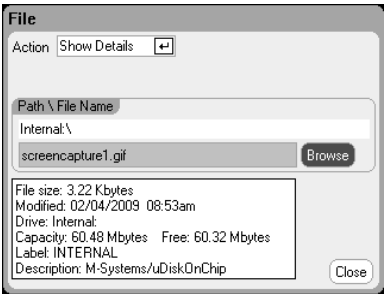 File
Action Show Details
Path \ File Name
Internal:\
screencapture1.gif Browse
File size: 3.22 Kbytes
Modified: 02/04/2009 08:53am
Drive: Internal:
Capacity: 60.48 Mbytes Free: 60.32 Mbytes
Label: INTERNAL
Description: M-Systems/uDiskOnChip
Close